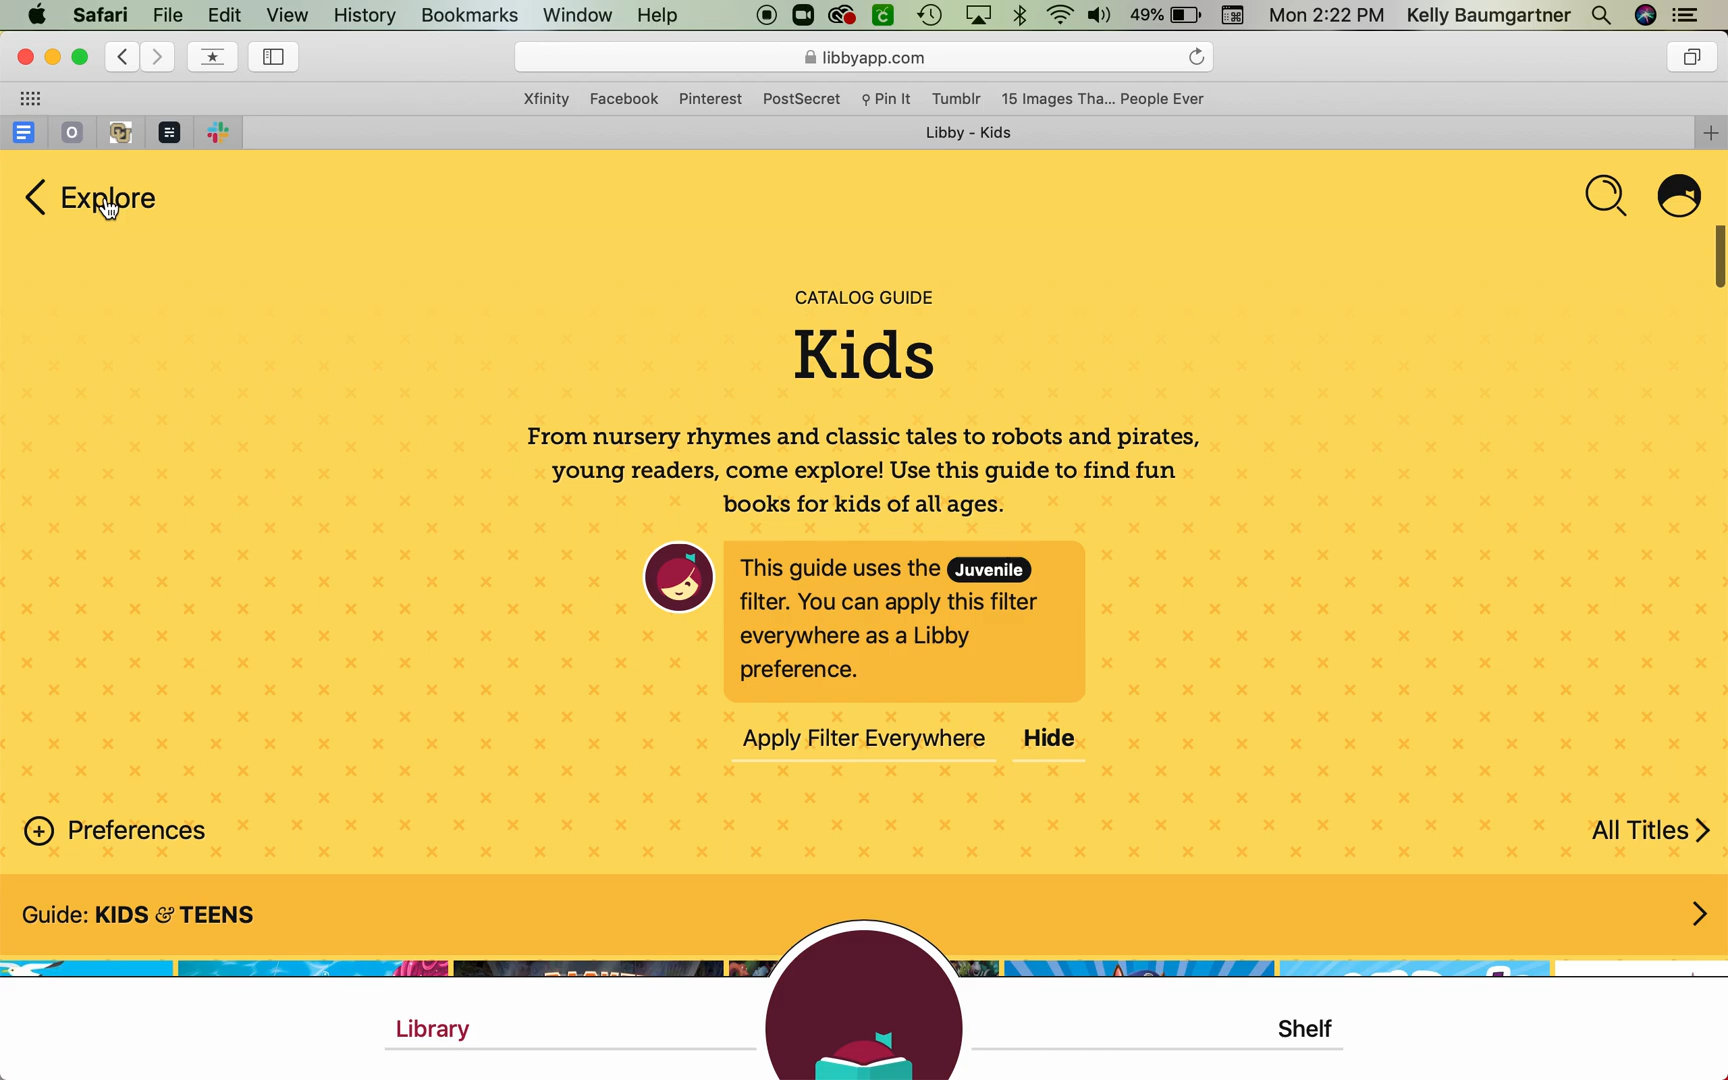 Safari File Edit View History Bookmarks Window Help 49% Mon 2:22 PM Kelly Baumgartner
libbyapp.com
Xfinity Facebook Pinterest PostSecret Pin It Tumblr 15 Images Tha... People Ever
Libby - Kids
Explore
CATALOG GUIDE
Kids
From nursery rhymes and classic tales to robots and pirates,
young readers, come explore! Use this guide to find fun
books for kids of all ages.
This guide uses the Juvenile
filter. You can apply this filter
everywhere as a Libby
preference.
Apply Filter Everywhere Hide
Preferences All Titles
Guide: KIDS & TEENS
Library Shelf